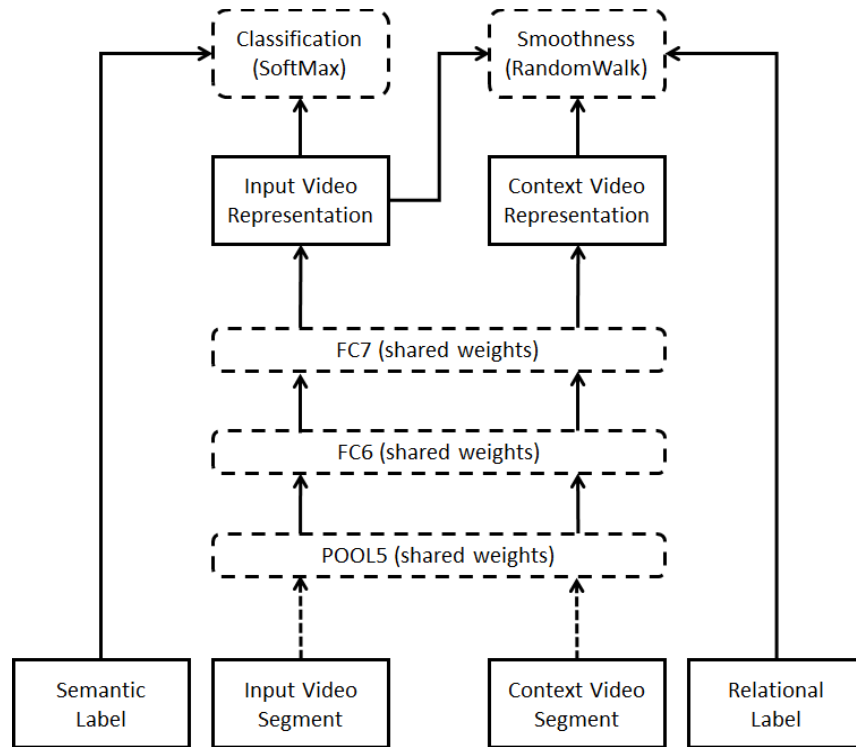 Classification
(SoftMax)
Smoothness
(RandomWalk)
Input Video
Representation
Context Video
Representation
FC7 (shared weights)
FC6 (shared weights)
POOL5 (shared weights)
Semantic
Label
Input Video
Segment
Context Video
Segment
Relational
Label